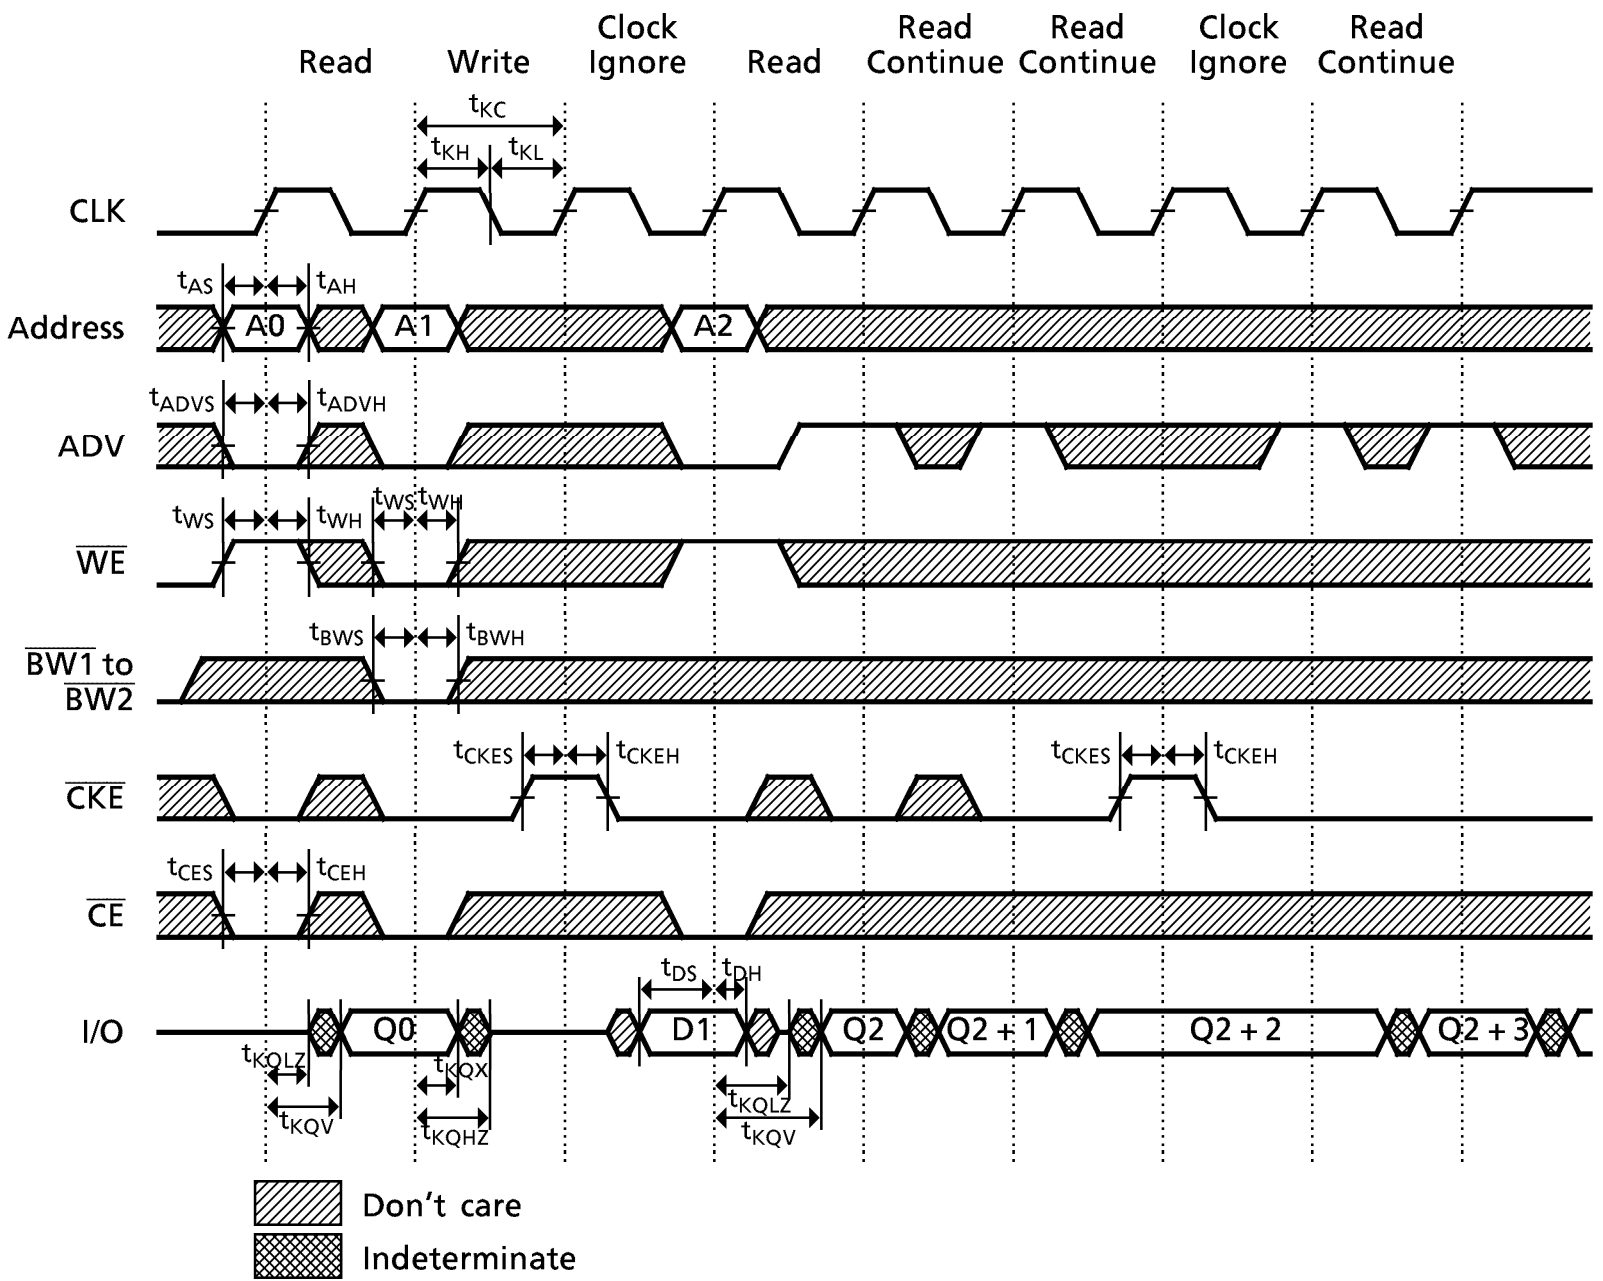 Read Write Clock Ignore Read Read Continue Read Continue Clock Ignore Read Continue
tKC
tKH tKL
CLK
tAS tAH
Address A0 A1 A2
tADVS tADVH
ADV
tWS tWH tWS tWH
WE
tBWS tBWH
BW1 to
BW2
tCKES tCKEH tCKES tCKEH
CKE
tCES tCEH
CE
tDS tDH
I/O Q0 D1 Q2 Q2 + 1 Q2 + 2 Q2 + 3
tKQLZ tKQX tKQLZ
tKQV tKQHZ tKQV
Don't care
Indeterminate